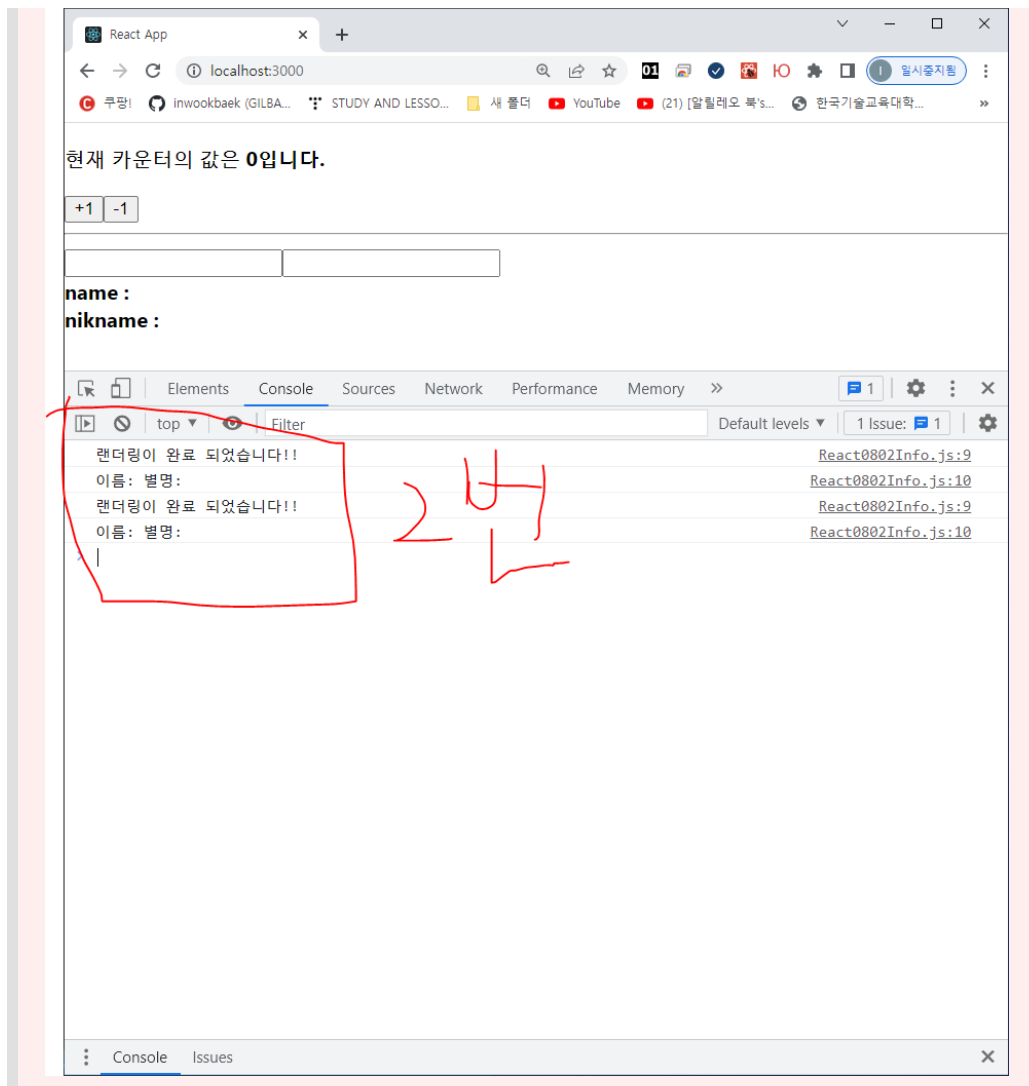 React App
localhost:3000
01
일시중지됨
쿠팡!
inwookbaek (GILBA...
STUDY AND LESSO...
새 폴더
YouTube
(21) [알릴레오 북's...
한국기술교육대학...
»
현재 카운터의 값은 0입니다.
+1 -1
name :
nikname :
Elements Console Sources Network Performance Memory » 1
top ▼ Filter Default levels ▼ 1 Issue: 1
랜더링이 완료 되었습니다!! React0802Info.js:9
이름: 별명: React0802Info.js:10
랜더링이 완료 되었습니다!! React0802Info.js:9
이름: 별명: React0802Info.js:10
2번
Console Issues